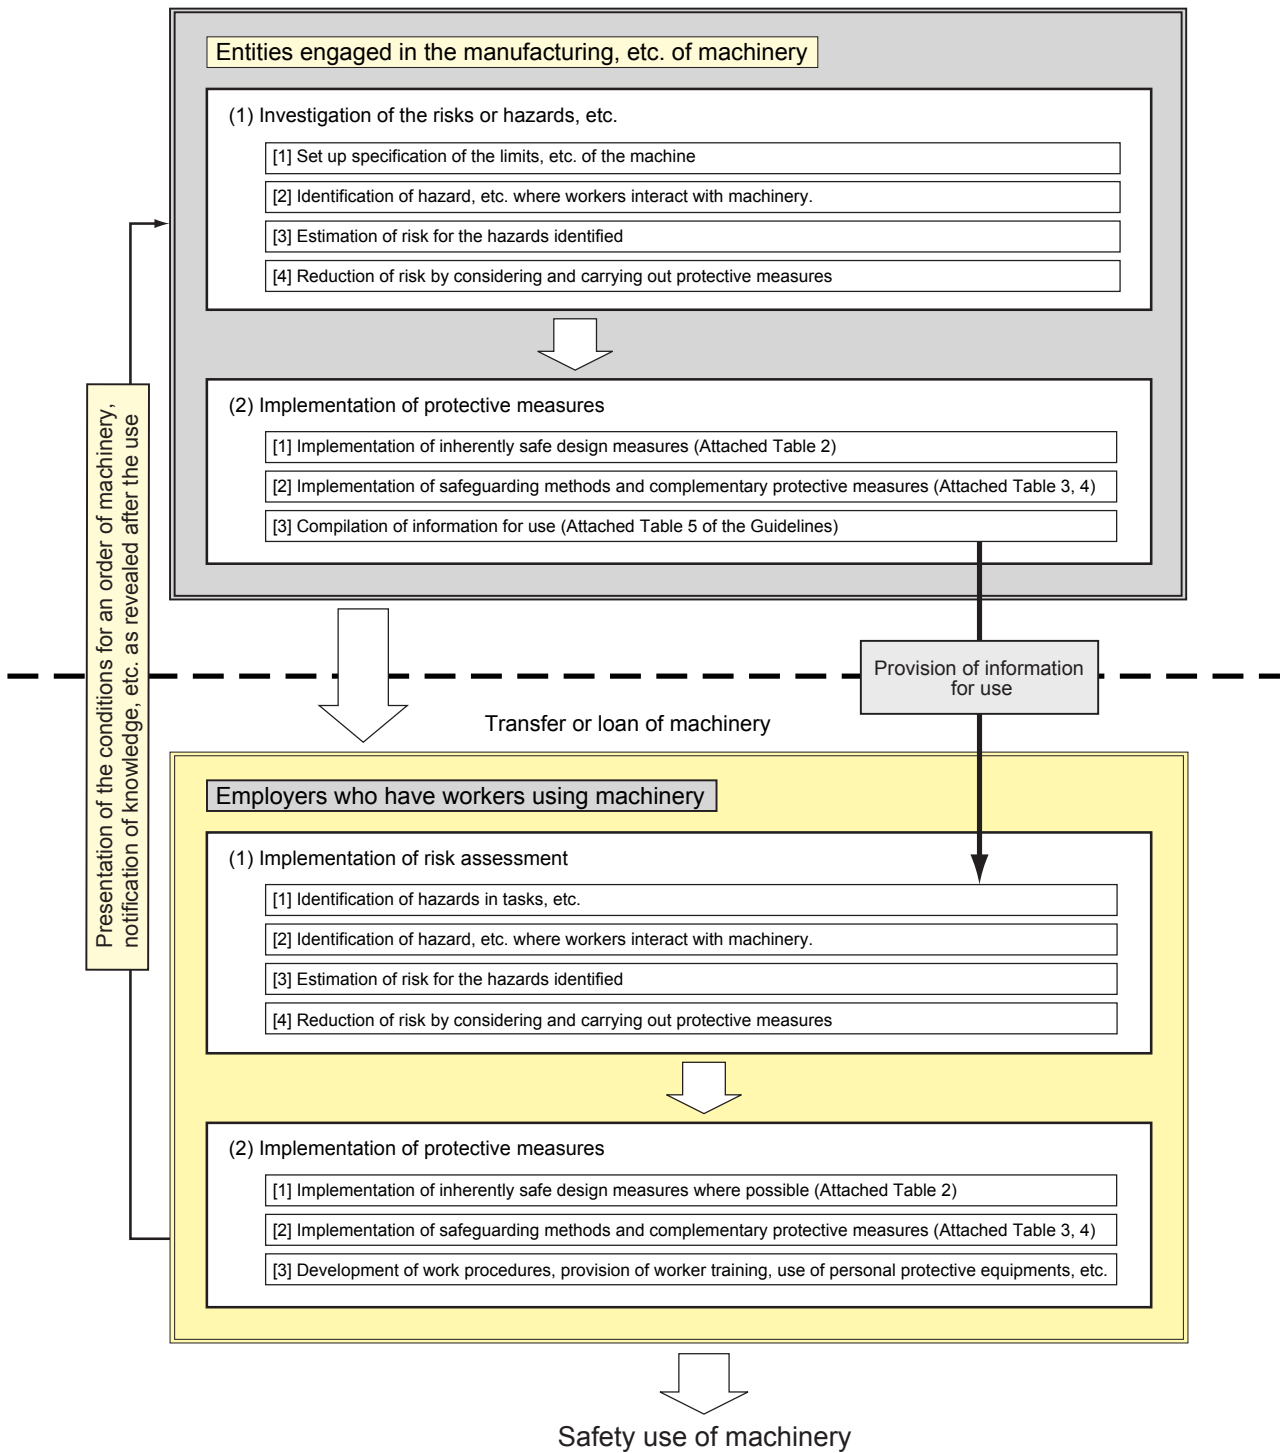 Entities engaged in the manufacturing, etc. of machinery
(1) Investigation of the risks or hazards, etc.
[1] Set up specification of the limits, etc. of the machine
[2] Identification of hazard, etc. where workers interact with machinery.
[3] Estimation of risk for the hazards identified
[4] Reduction of risk by considering and carrying out protective measures
(2) Implementation of protective measures
[1] Implementation of inherently safe design measures (Attached Table 2)
[2] Implementation of safeguarding methods and complementary protective measures (Attached Table 3, 4)
[3] Compilation of information for use (Attached Table 5 of the Guidelines)
Presentation of the conditions for an order of machinery,
notification of knowledge, etc. as revealed after the use
Provision of information
for use
Transfer or loan of machinery
Employers who have workers using machinery
(1) Implementation of risk assessment
[1] Identification of hazards in tasks, etc.
[2] Identification of hazard, etc. where workers interact with machinery.
[3] Estimation of risk for the hazards identified
[4] Reduction of risk by considering and carrying out protective measures
(2) Implementation of protective measures
[1] Implementation of inherently safe design measures where possible (Attached Table 2)
[2] Implementation of safeguarding methods and complementary protective measures (Attached Table 3, 4)
[3] Development of work procedures, provision of worker training, use of personal protective equipments, etc.
Safety use of machinery